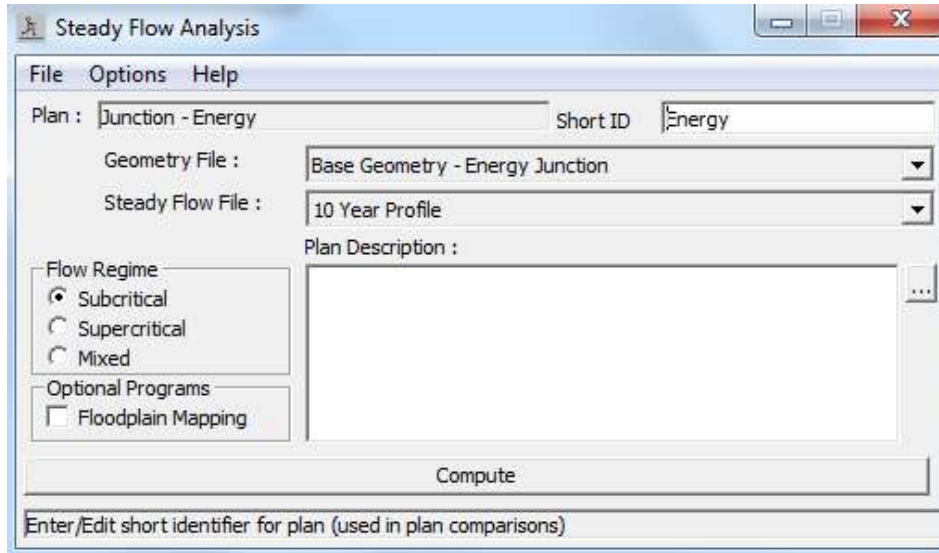 Steady Flow Analysis
File Options Help
Plan : Junction - Energy Short ID Energy
Geometry File : Base Geometry - Energy Junction
Steady Flow File : 10 Year Profile
Plan Description :
Flow Regime
Subcritical
Supercritical
Mixed
Optional Programs
Floodplain Mapping
...
Compute
Enter/Edit short identifier for plan (used in plan comparisons)